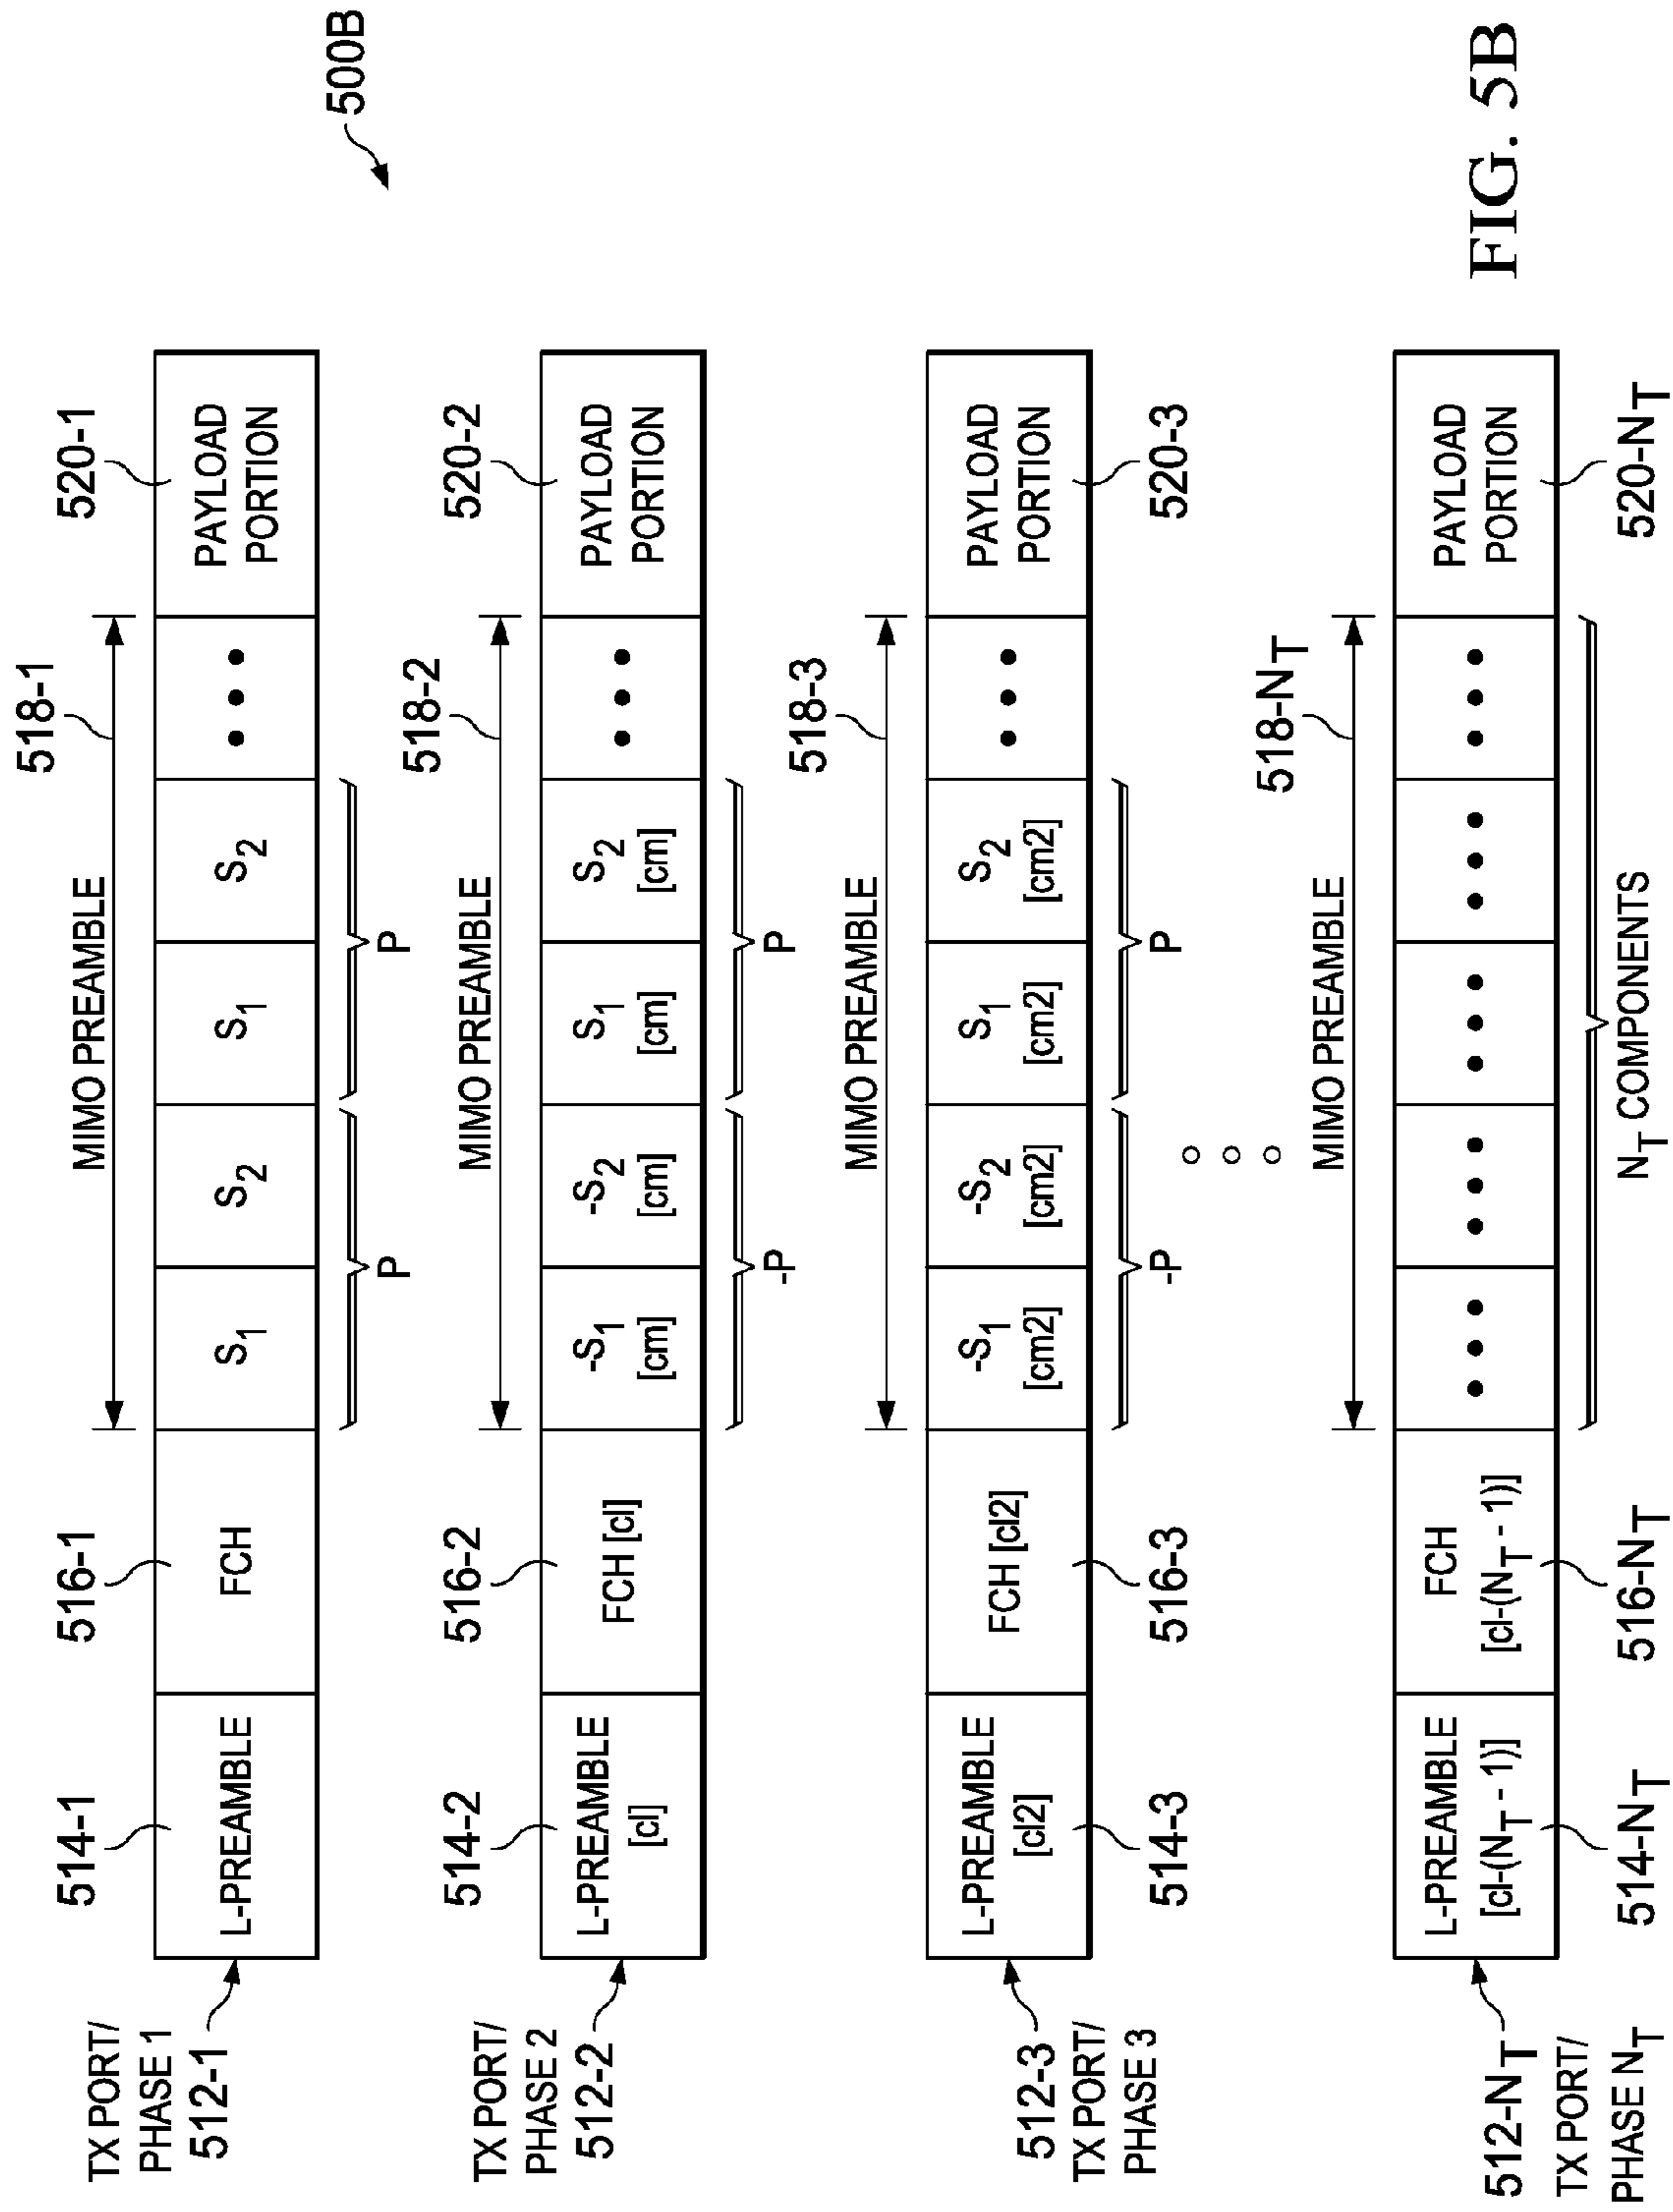 500B
518-1
514-1
516-1
520-1
MIMO PREAMBLE
TX PORT/
PHASE 1
512-1
L-PREAMBLE
FCH
S1
S2
S1
S2
•••
PAYLOAD
PORTION
P
P
518-2
514-2
516-2
520-2
MIMO PREAMBLE
TX PORT/
PHASE 2
512-2
L-PREAMBLE
[cl]
FCH [cl]
-S1
[cm]
-S2
[cm]
S1
[cm]
S2
[cm]
•••
PAYLOAD
PORTION
-P
P
518-3
MIMO PREAMBLE
512-3
TX PORT/
PHASE 3
L-PREAMBLE
[cl2]
FCH [cl2]
-S1
[cm2]
-S2
[cm2]
S1
[cm2]
S2
[cm2]
•••
PAYLOAD
PORTION
514-3
516-3
520-3
-P
P
518-NT
MIMO PREAMBLE
512-NT
TX PORT/
PHASE NT
L-PREAMBLE
[cl-(NT - 1)]
FCH
[cl-(NT - 1)]
•••
•••
•••
•••
•••
PAYLOAD
PORTION
514-NT
516-NT
NT COMPONENTS
520-NT
FIG. 5B